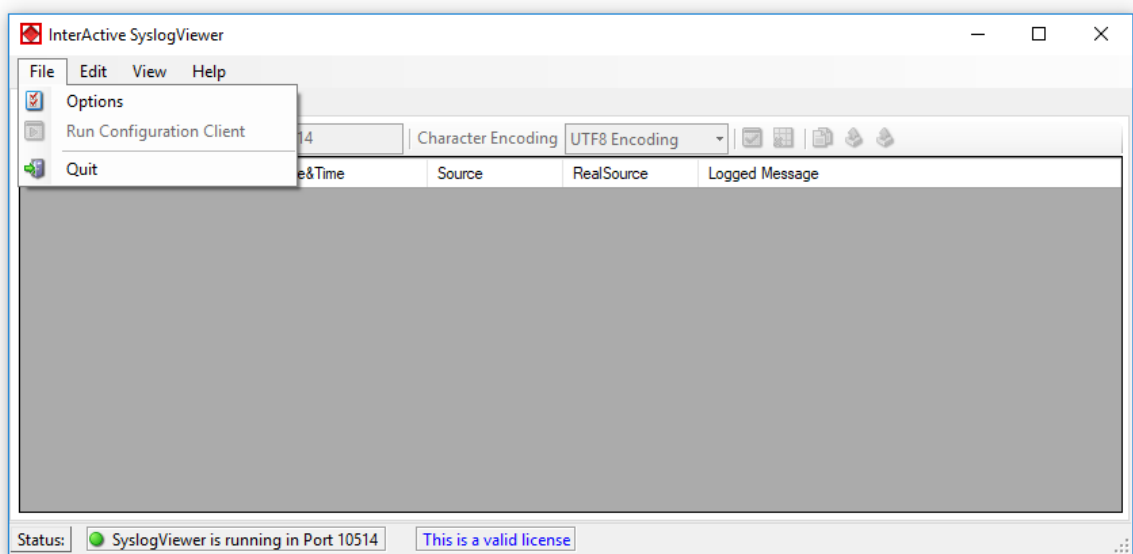 InterActive SyslogViewer
File Edit View Help
Options
Run Configuration Client
14 Character Encoding UTF8 Encoding
Quit
e&Time Source RealSource Logged Message
Status: SyslogViewer is running in Port 10514 This is a valid license